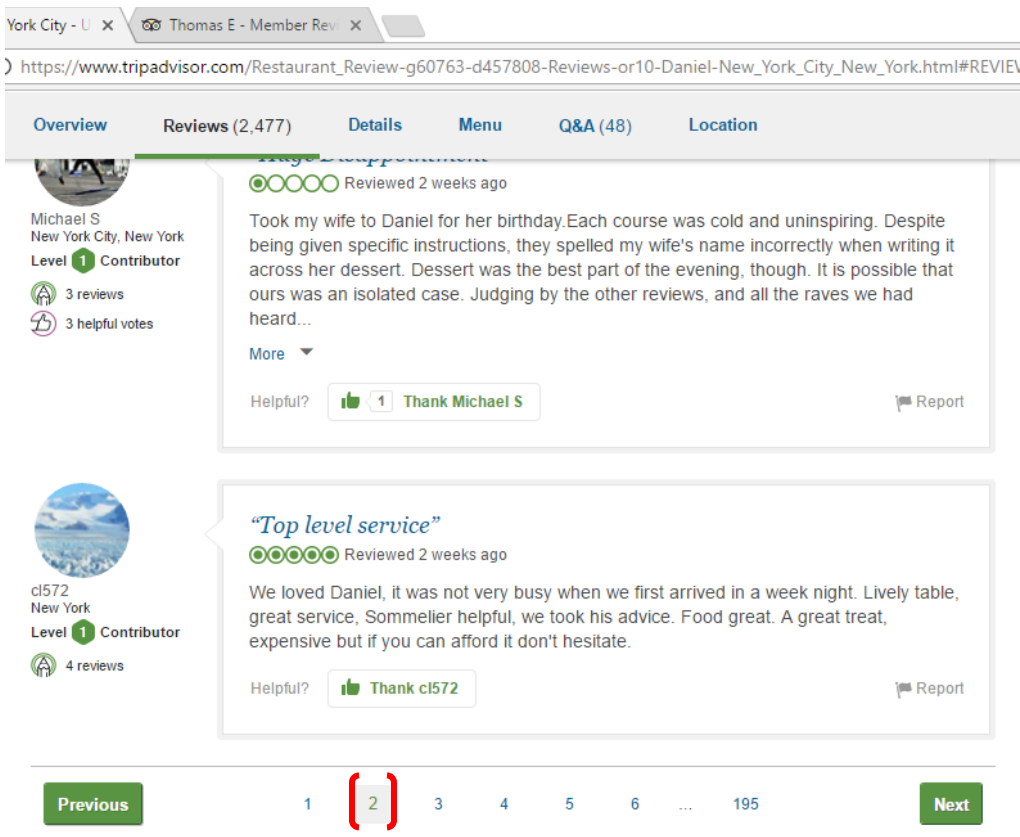 York City - U
Thomas E - Member Revi
https://www.tripadvisor.com/Restaurant_Review-g60763-d457808-Reviews-or10-Daniel-New_York_City_New_York.html#REVIEW
Overview Reviews (2,477) Details Menu Q&A (48) Location
"Huge Disappointment"
Reviewed 2 weeks ago
Michael S
New York City, New York
Level 1 Contributor
3 reviews
3 helpful votes
Took my wife to Daniel for her birthday.Each course was cold and uninspiring. Despite
being given specific instructions, they spelled my wife's name incorrectly when writing it
across her dessert. Dessert was the best part of the evening, though. It is possible that
ours was an isolated case. Judging by the other reviews, and all the raves we had
heard...
More
Helpful? 1 Thank Michael S Report
cl572
New York
Level 1 Contributor
4 reviews
“Top level service”
Reviewed 2 weeks ago
We loved Daniel, it was not very busy when we first arrived in a week night. Lively table,
great service, Sommelier helpful, we took his advice. Food great. A great treat,
expensive but if you can afford it don't hesitate.
Helpful? Thank cl572 Report
Previous 1 2 3 4 5 6 ... 195 Next